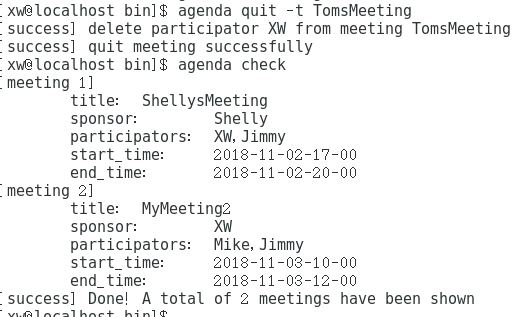 [xw@localhost bin]$ agenda quit -t TomsMeeting
[success] delete participator XW from meeting TomsMeeting
[success] quit meeting successfully
[xw@localhost bin]$ agenda check
[meeting 1]
title: ShellysMeeting
sponsor: Shelly
participators: XW,Jimmy
start_time: 2018-11-02-17-00
end_time: 2018-11-02-20-00
[meeting 2]
title: MyMeeting2
sponsor: XW
participators: Mike,Jimmy
start_time: 2018-11-03-10-00
end_time: 2018-11-03-12-00
[success] Done! A total of 2 meetings have been shown
[xw@localhost bin]$